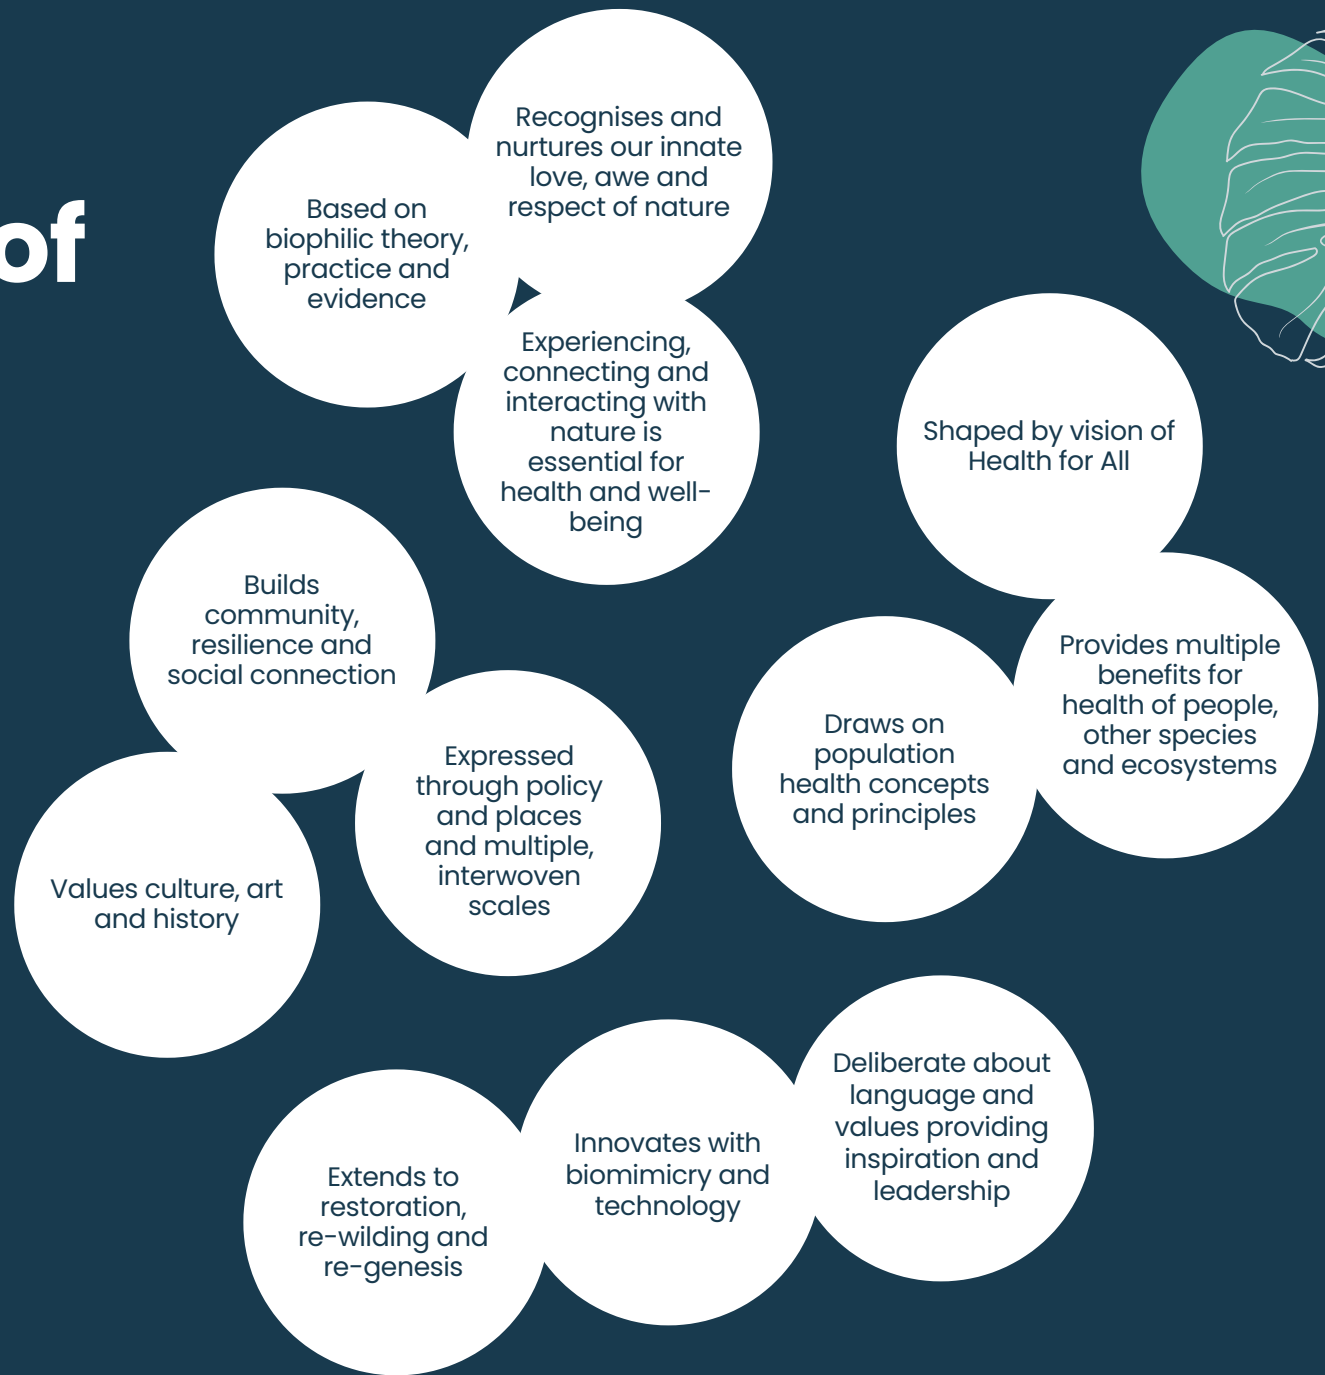 of
Recognises and
nurtures our innate
love, awe and
respect of nature
Based on
biophilic theory,
practice and
evidence
Experiencing,
connecting and
interacting with
nature is
essential for
health and well-
being
Shaped by vision of
Health for All
Builds
community,
resilience and
social connection
Provides multiple
benefits for
health of people,
other species
and ecosystems
Draws on
population
health concepts
and principles
Expressed
through policy
and places
and multiple,
interwoven
scales
Values culture, art
and history
Deliberate about
language and
values providing
inspiration and
leadership
Innovates with
biomimicry and
technology
Extends to
restoration,
re-wilding and
re-genesis